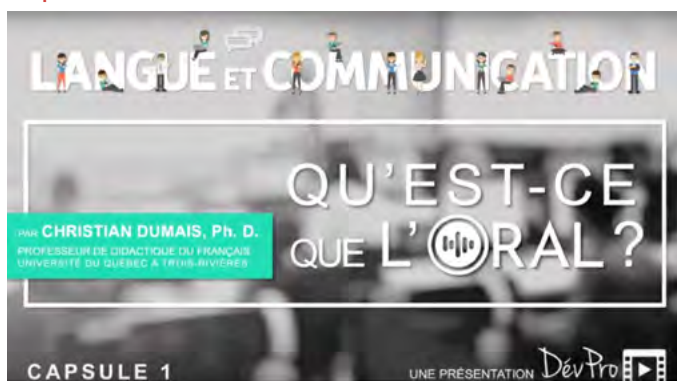 LANGUE ET COMMUNICATION
QU'EST-CE
QUE L'ORAL ?
PAR CHRISTIAN DUMAIS, Ph. D.
PROFESSEUR DE DIDACTIQUE DU FRANÇAIS
UNIVERSITÉ DU QUÉBEC À TROIS-RIVIÈRES
CAPSULE 1
UNE PRÉSENTATION DévPro